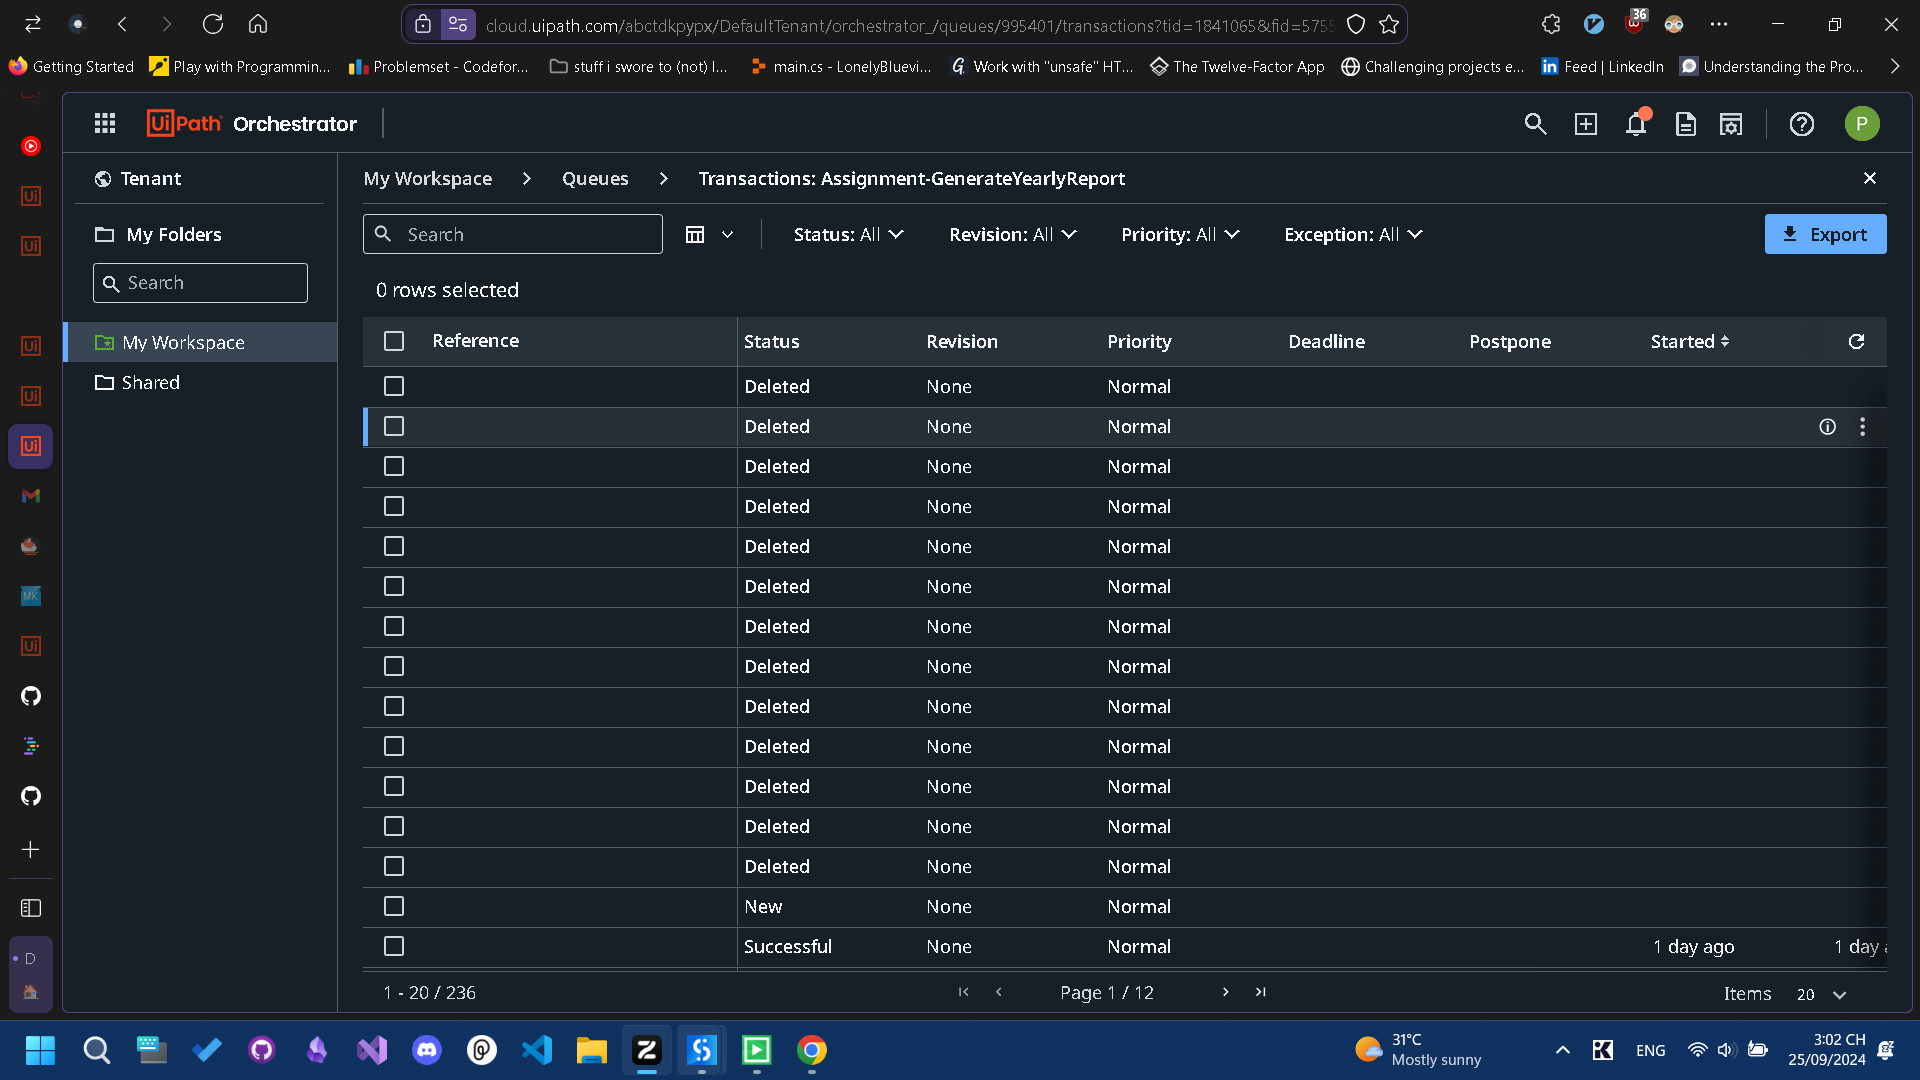 cloud.uipath.com/abctdkpypx/DefaultTenant/orchestrator_/queues/995401/transactions?tid=1841065&fid=5755
36
Getting Started
Play with Programmin...
Problemset - Codefor...
stuff i swore to (not) l...
main.cs - LonelyBluevi...
Work with "unsafe" HT...
The Twelve-Factor App
Challenging projects e...
Feed | LinkedIn
Understanding the Pro...
UiPath Orchestrator
P
Tenant
My Workspace
Queues
Transactions: Assignment-GenerateYearlyReport
My Folders
Search
My Workspace
Shared
Search
Status: All
Revision: All
Priority: All
Exception: All
Export
0 rows selected
Reference Status Revision Priority Deadline Postpone Started
Deleted None Normal
Deleted None Normal
Deleted None Normal
Deleted None Normal
Deleted None Normal
Deleted None Normal
Deleted None Normal
Deleted None Normal
Deleted None Normal
Deleted None Normal
Deleted None Normal
Deleted None Normal
Deleted None Normal
New None Normal
Successful None Normal 1 day ago 1 day
1 - 20 / 236
Page 1 / 12
Items 20
D
31°C
Mostly sunny
ENG
3:02 CH
25/09/2024